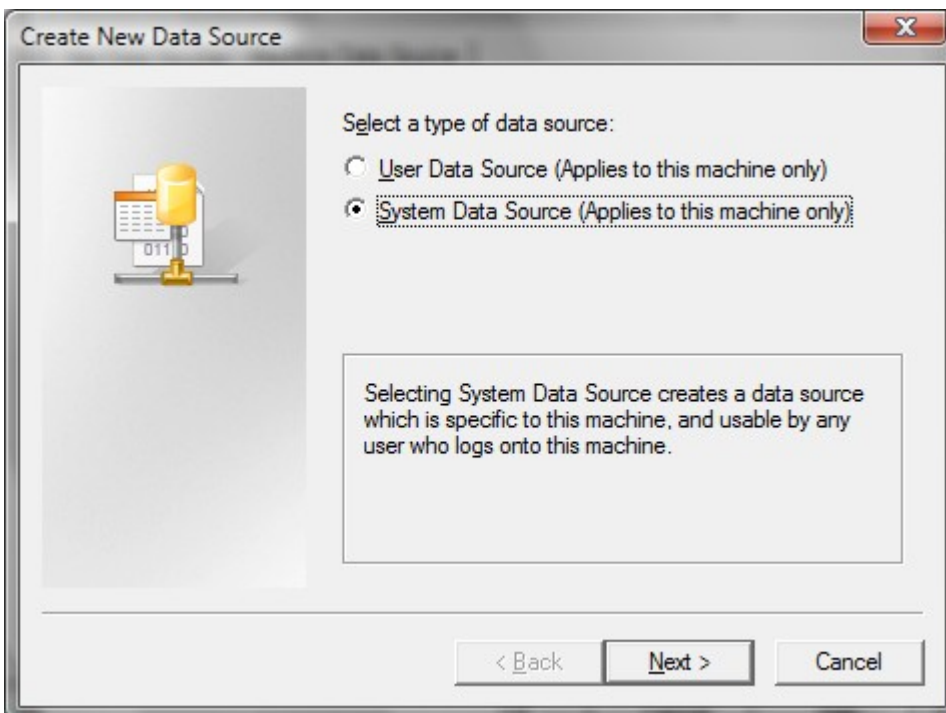 Create New Data Source
Select a type of data source:
User Data Source (Applies to this machine only)
System Data Source (Applies to this machine only)
Selecting System Data Source creates a data source
which is specific to this machine, and usable by any
user who logs onto this machine.
< Back
Next >
Cancel